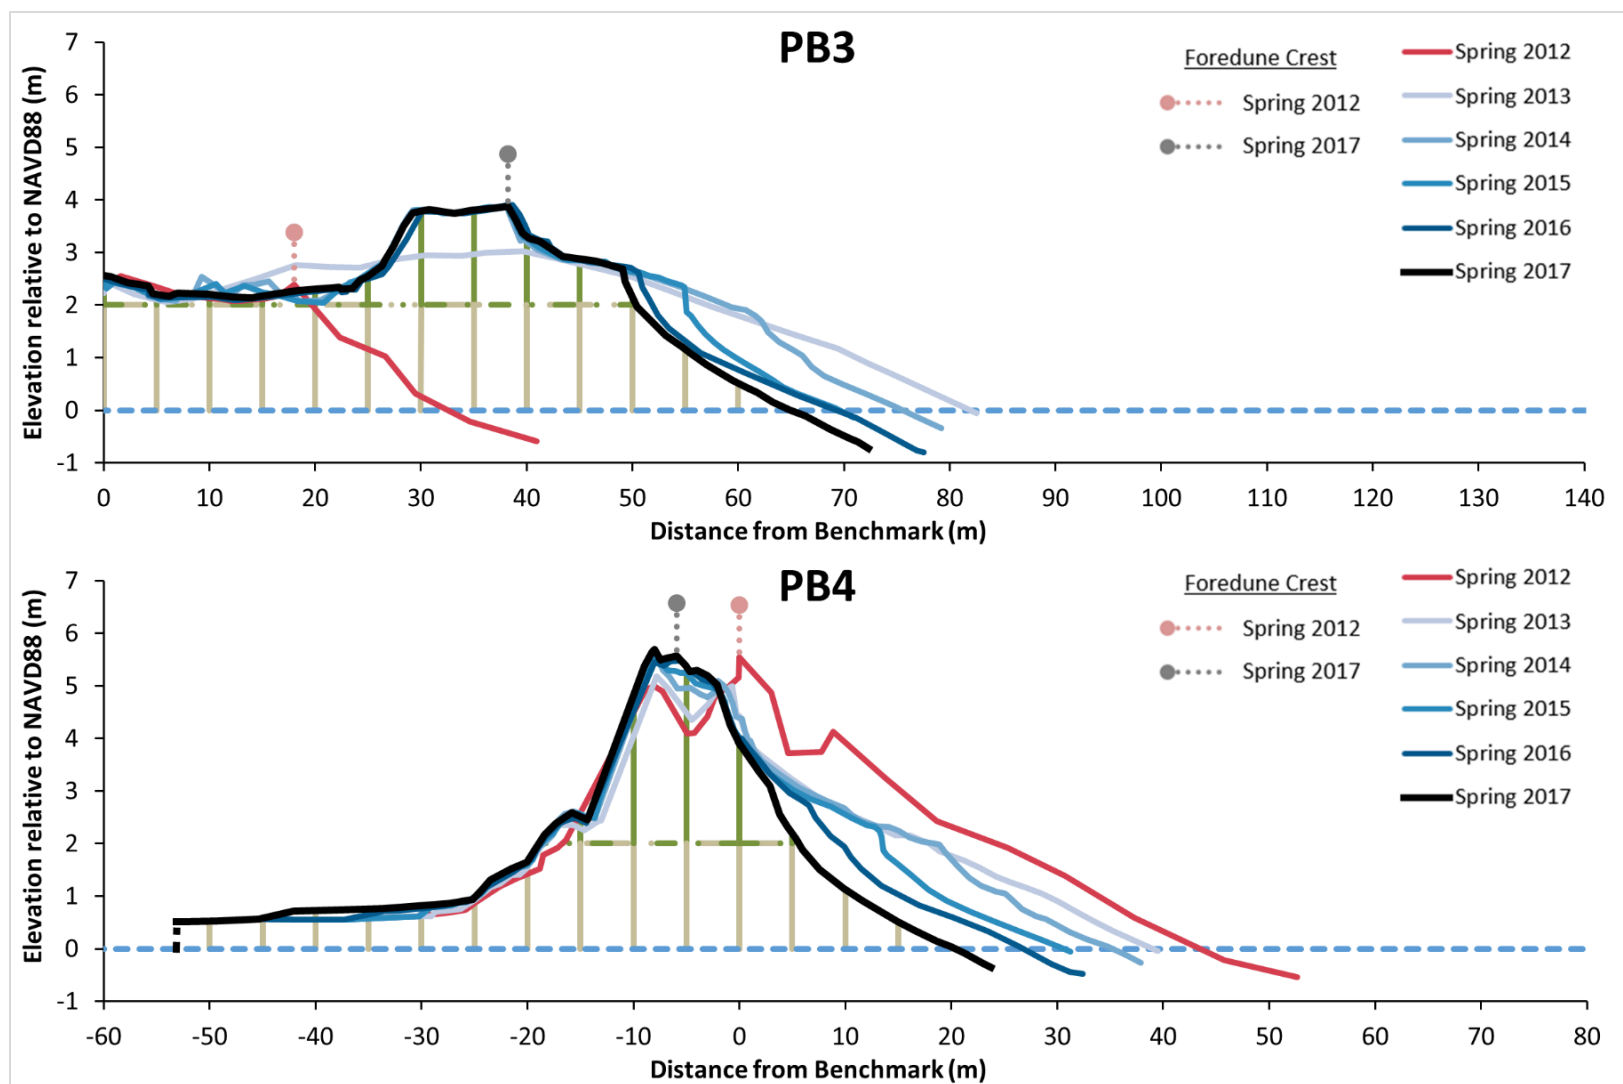 PB3
Elevation relative to NAVD88 (m)
7
6
5
4
3
2
1
0
-1
0 10 20 30 40 50 60 70 80 90 100 110 120 130 140
Distance from Benchmark (m)
Foredune Crest
Spring 2012
Spring 2017
Spring 2012
Spring 2013
Spring 2014
Spring 2015
Spring 2016
Spring 2017
PB4
Elevation relative to NAVD88 (m)
7
6
5
4
3
2
1
0
-1
-60 -50 -40 -30 -20 -10 0 10 20 30 40 50 60 70 80
Distance from Benchmark (m)
Foredune Crest
Spring 2012
Spring 2017
Spring 2012
Spring 2013
Spring 2014
Spring 2015
Spring 2016
Spring 2017